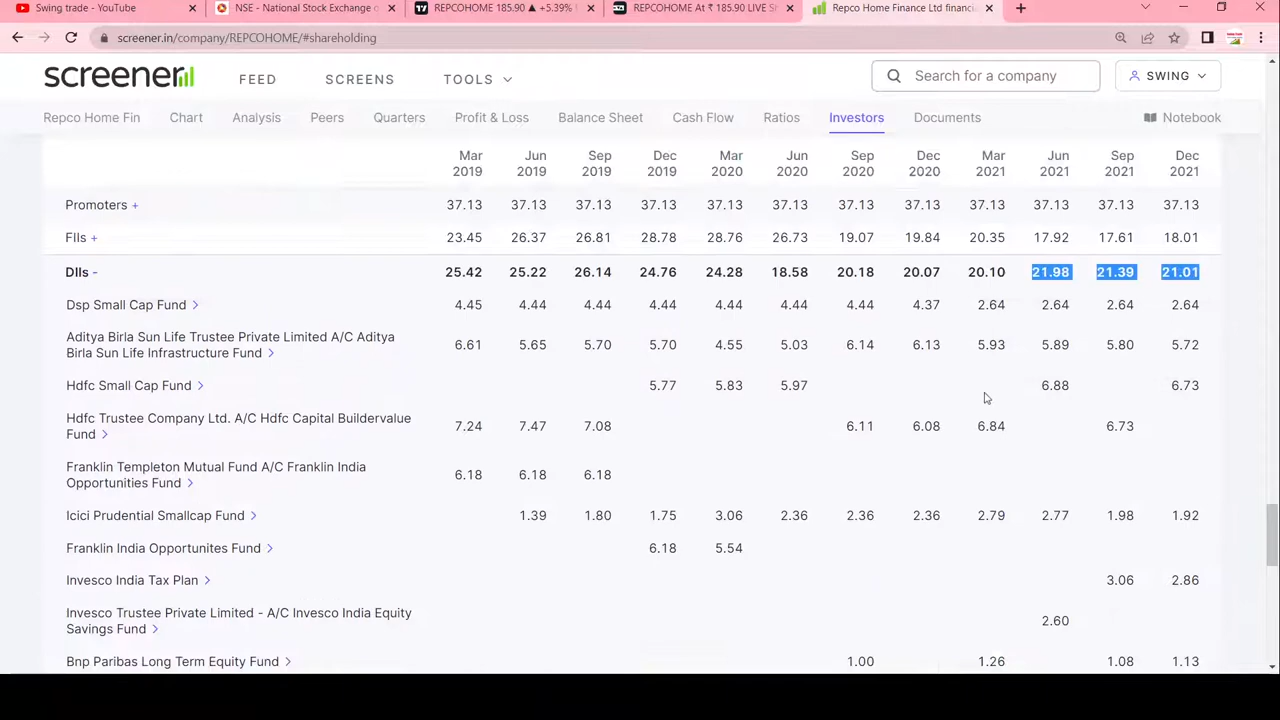 Swing trade - YouTube
NSE - National Stock Exchange o
REPCOHOME 185.90 ▲ +5.39%
REPCOHOME At ₹ 185.90 LIVE S
Repco Home Finance Ltd financi
screener.in/company/REPCOHOME/#shareholding
screener FEED SCREENS TOOLS Search for a company SWING
Repco Home Fin Chart Analysis Peers Quarters Profit & Loss Balance Sheet Cash Flow Ratios Investors Documents Notebook
Mar Jun Sep Dec Mar Jun Sep Dec Mar Jun Sep Dec
2019 2019 2019 2019 2020 2020 2020 2020 2021 2021 2021 2021
Promoters + 37.13 37.13 37.13 37.13 37.13 37.13 37.13 37.13 37.13 37.13 37.13 37.13
FIIs + 23.45 26.37 26.81 28.78 28.76 26.73 19.07 19.84 20.35 17.92 17.61 18.01
DIIs - 25.42 25.22 26.14 24.76 24.28 18.58 20.18 20.07 20.10 21.98 21.39 21.01
Dsp Small Cap Fund 4.45 4.44 4.44 4.44 4.44 4.44 4.44 4.37 2.64 2.64 2.64 2.64
Aditya Birla Sun Life Trustee Private Limited A/C Aditya
Birla Sun Life Infrastructure Fund 6.61 5.65 5.70 5.70 4.55 5.03 6.14 6.13 5.93 5.89 5.80 5.72
Hdfc Small Cap Fund 5.77 5.83 5.97 6.88 6.73
Hdfc Trustee Company Ltd. A/C Hdfc Capital Buildervalue
Fund 7.24 7.47 7.08 6.11 6.08 6.84 6.73
Franklin Templeton Mutual Fund A/C Franklin India
Opportunities Fund 6.18 6.18 6.18
Icici Prudential Smallcap Fund 1.39 1.80 1.75 3.06 2.36 2.36 2.36 2.79 2.77 1.98 1.92
Franklin India Opportunites Fund 6.18 5.54
Invesco India Tax Plan 3.06 2.86
Invesco Trustee Private Limited - A/C Invesco India Equity
Savings Fund 2.60
Bnp Paribas Long Term Equity Fund 1.00 1.26 1.08 1.13